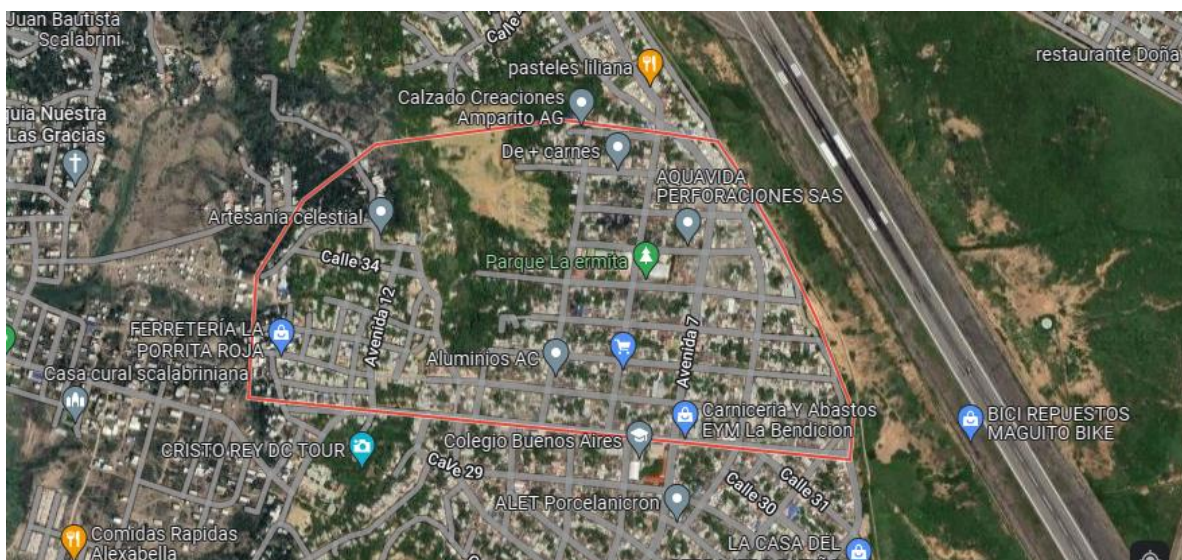 Juan Bautista
Scalabrini
pasteles liliana
restaurante Doña
Calzado Creaciones
Amparito AG
quia Nuestra
Las Gracias
De + carnes
AQUAVIDA
PERFORACIONES SAS
Artesanía celestial
Calle 34
Parque La ermita
Avenida 12
FERRETERÍA LA
PORRITA ROJA
Avenida 7
Aluminios AC
Casa cural scalabriniana
Carniceria Y Abastos
EYM La Bendicion
BICI REPUESTOS
MAGUITO BIKE
Colegio Buenos Aires
CRISTO REY DC TOUR
Calle 29
Calle 30
Calle 31
ALET Porcelanicron
Comidas Rapidas
Alexabella
LA CASA DEL